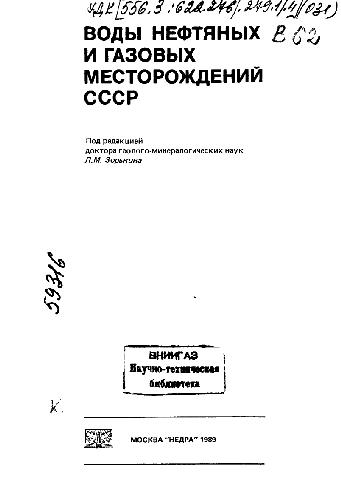 УДК [556.3:622.276/.279.1/4](031)
ВОДЫ НЕФТЯНЫХ
И ГАЗОВЫХ
МЕСТОРОЖДЕНИЙ
СССР
В 62
Под редакцией
доктора геолого-минералогических наук
Л.М. Зорькина
59316
ВНИИГАЗ
Научно-техническая
библиотека
К.
МОСКВА "НЕДРА" 1989